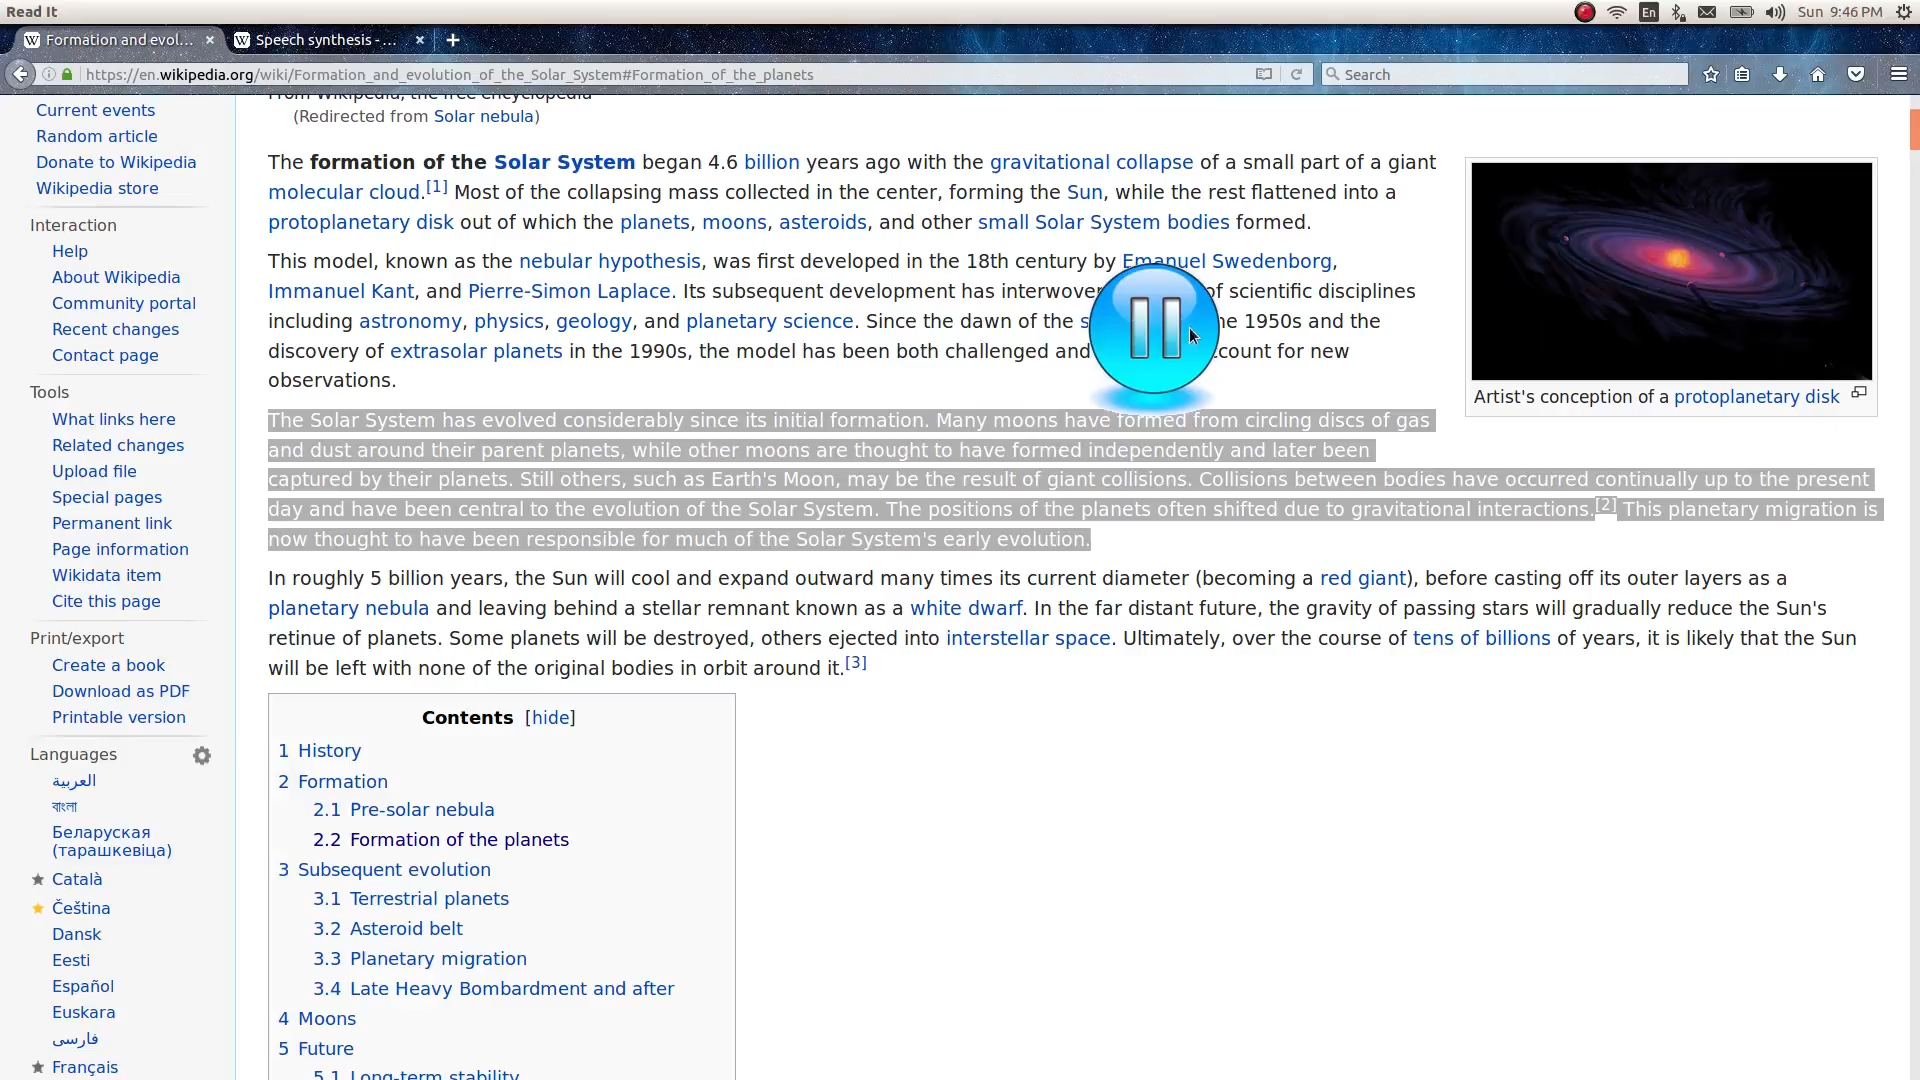 Read It
En
Sun 9:46 PM
W Formation and evol... ×
W Speech synthesis - ... ×
https://en.wikipedia.org/wiki/Formation_and_evolution_of_the_Solar_System#Formation_of_the_planets
Search
Current events
Random article
Donate to Wikipedia
Wikipedia store
Interaction
Help
About Wikipedia
Community portal
Recent changes
Contact page
Tools
What links here
Related changes
Upload file
Special pages
Permanent link
Page information
Wikidata item
Cite this page
Print/export
Create a book
Download as PDF
Printable version
Languages
العربية
বাংলা
Беларуская
(тарашкевіца)
Català
Čeština
Dansk
Eesti
Español
Euskara
فارسی
Français
From Wikipedia, the free encyclopedia
(Redirected from Solar nebula)
The formation of the Solar System began 4.6 billion years ago with the gravitational collapse of a small part of a giant
molecular cloud.[1] Most of the collapsing mass collected in the center, forming the Sun, while the rest flattened into a
protoplanetary disk out of which the planets, moons, asteroids, and other small Solar System bodies formed.
This model, known as the nebular hypothesis, was first developed in the 18th century by Emanuel Swedenborg,
Immanuel Kant, and Pierre-Simon Laplace. Its subsequent development has of scientific disciplines
including astronomy, physics, geology, and planetary science. Since the dawn of the 1950s and the
discovery of extrasolar planets in the 1990s, the model has been both challenged and for new
observations.
The Solar System has evolved considerably since its initial formation. Many moons have formed from circling discs of gas
and dust around their parent planets, while other moons are thought to have formed independently and later been
captured by their planets. Still others, such as Earth's Moon, may be the result of giant collisions. Collisions between bodies have occurred continually up to the present
day and have been central to the evolution of the Solar System. The positions of the planets often shifted due to gravitational interactions.[2] This planetary migration is
now thought to have been responsible for much of the Solar System's early evolution.
In roughly 5 billion years, the Sun will cool and expand outward many times its current diameter (becoming a red giant), before casting off its outer layers as a
planetary nebula and leaving behind a stellar remnant known as a white dwarf. In the far distant future, the gravity of passing stars will gradually reduce the Sun's
retinue of planets. Some planets will be destroyed, others ejected into interstellar space. Ultimately, over the course of tens of billions of years, it is likely that the Sun
will be left with none of the original bodies in orbit around it.[3]
Artist's conception of a protoplanetary disk
Contents [hide]
1 History
2 Formation
2.1 Pre-solar nebula
2.2 Formation of the planets
3 Subsequent evolution
3.1 Terrestrial planets
3.2 Asteroid belt
3.3 Planetary migration
3.4 Late Heavy Bombardment and after
4 Moons
5 Future
5.1 Long-term stability